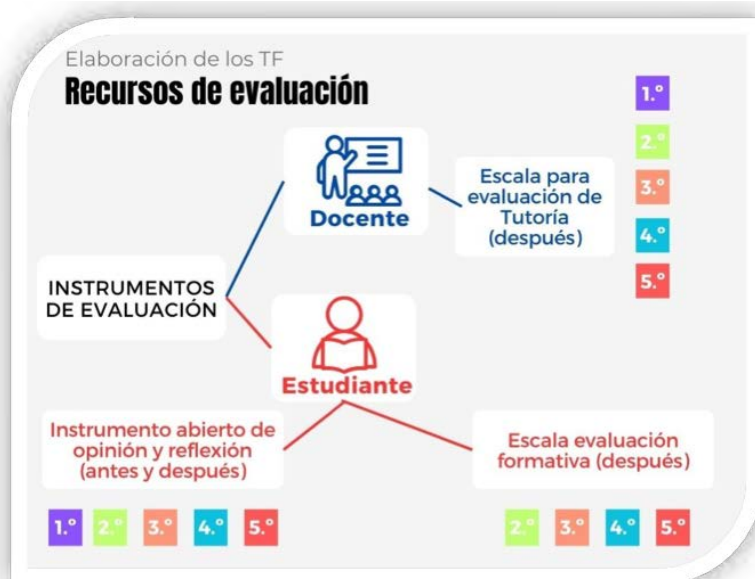 Elaboración de los TF
Recursos de evaluación
1.º
2.º
3.º
4.º
5.º
Docente
Escala para
evaluación de
Tutoría
(después)
INSTRUMENTOS
DE EVALUACIÓN
Estudiante
Instrumento abierto de
opinión y reflexión
(antes y después)
1.º 2.º 3.º 4.º 5.º
Escala evaluación
formativa (después)
2.º 3.º 4.º 5.º